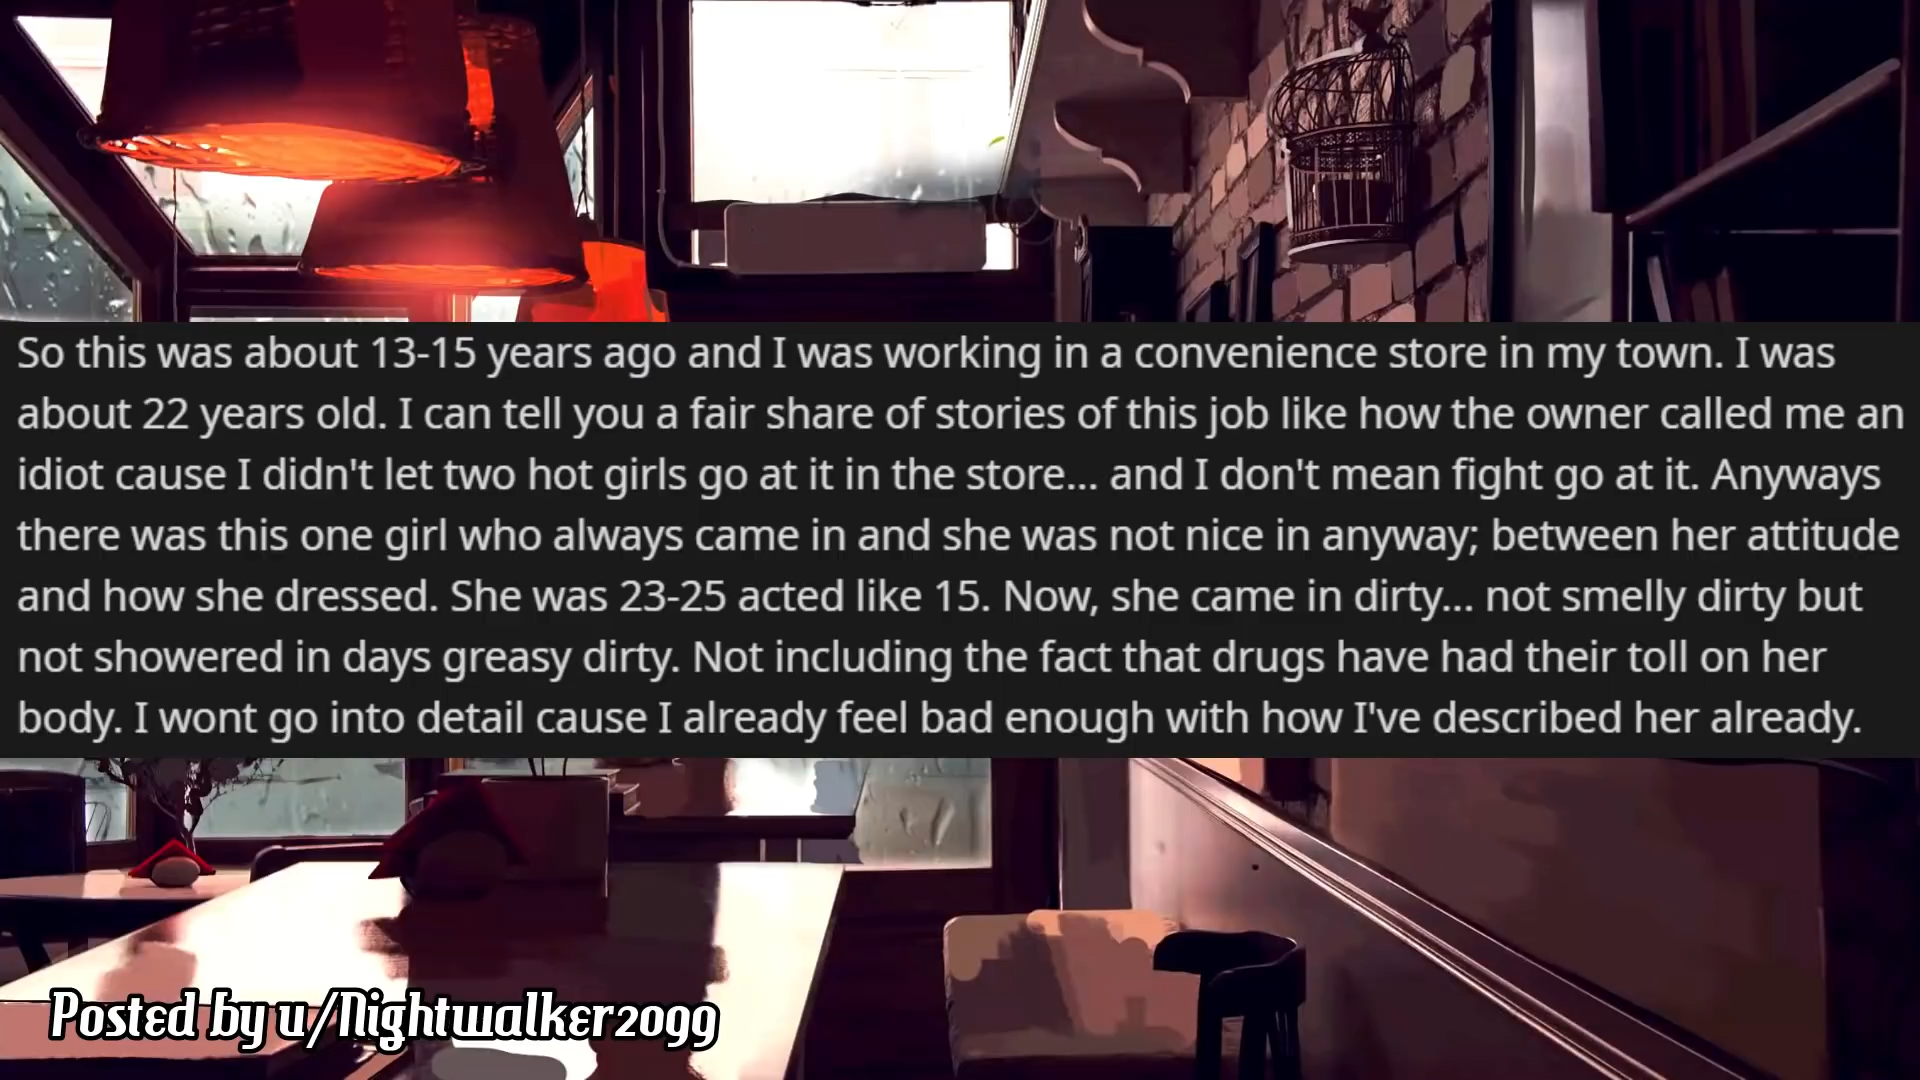 So this was about 13-15 years ago and I was working in a convenience store in my town. I was
about 22 years old. I can tell you a fair share of stories of this job like how the owner called me an
idiot cause I didn't let two hot girls go at it in the store... and I don't mean fight go at it. Anyways
there was this one girl who always came in and she was not nice in anyway; between her attitude
and how she dressed. She was 23-25 acted like 15. Now, she came in dirty... not smelly dirty but
not showered in days greasy dirty. Not including the fact that drugs have had their toll on her
body. I wont go into detail cause I already feel bad enough with how I've described her already.
Posted by u/Nightwalker2099